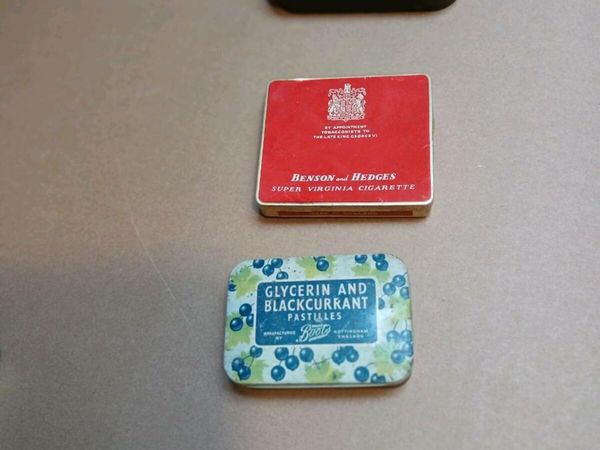 BY APPOINTMENT
TOBACCONISTS TO
THE LATE KING GEORGE VI
BENSON and HEDGES
SUPER VIRGINIA CIGARETTE
GLYCERIN AND
BLACKCURRANT
PASTILLES
MANUFACTURED BY Boots NOTTINGHAM ENGLAND